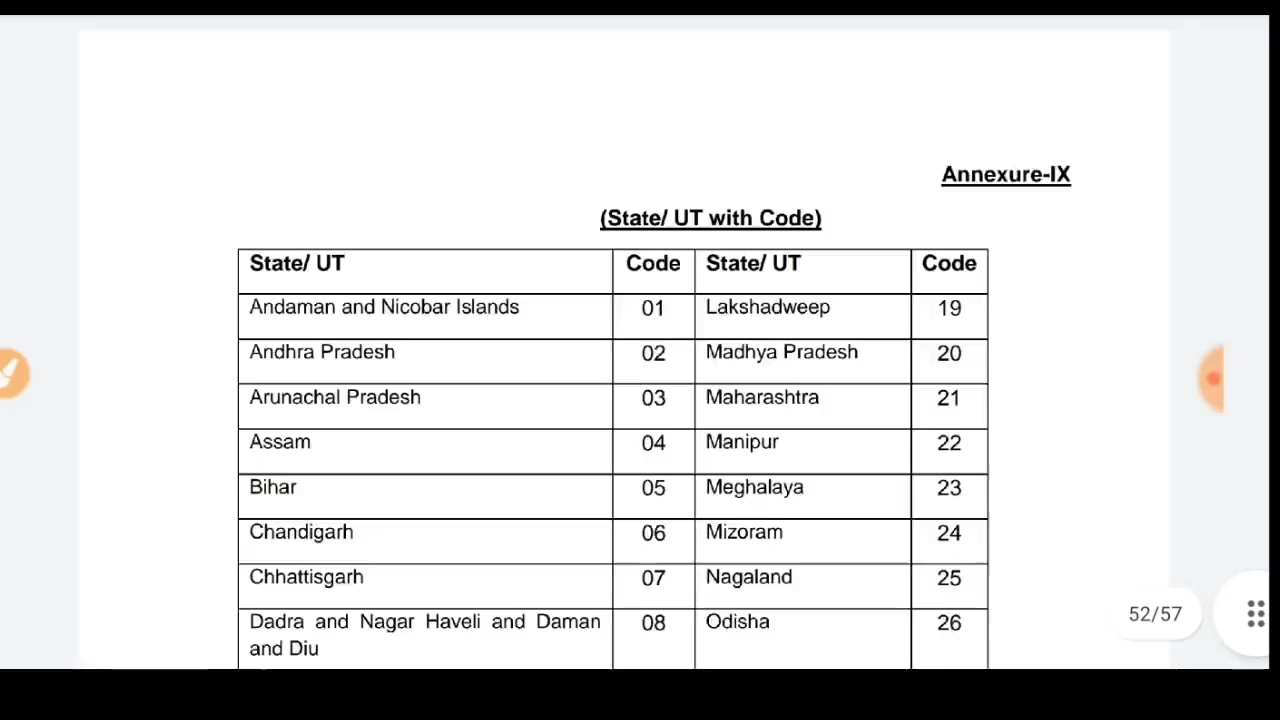 Annexure-IX
(State/ UT with Code)
State/ UT Code State/ UT Code
Andaman and Nicobar Islands 01 Lakshadweep 19
Andhra Pradesh 02 Madhya Pradesh 20
Arunachal Pradesh 03 Maharashtra 21
Assam 04 Manipur 22
Bihar 05 Meghalaya 23
Chandigarh 06 Mizoram 24
Chhattisgarh 07 Nagaland 25
Dadra and Nagar Haveli and Daman 08 Odisha 26
and Diu
52/57